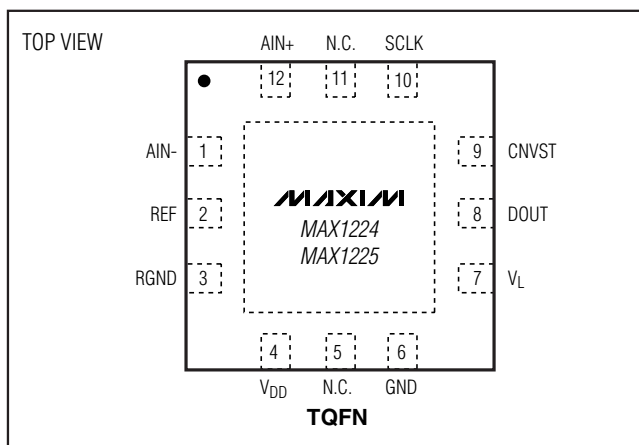 TOP VIEW
AIN+ N.C. SCLK
12 11 10
AIN- 1 9 CNVST
MAXIM
REF 2 MAX1224 8 DOUT
MAX1225
RGND 3 7 VL
4 5 6
VDD N.C. GND
TQFN